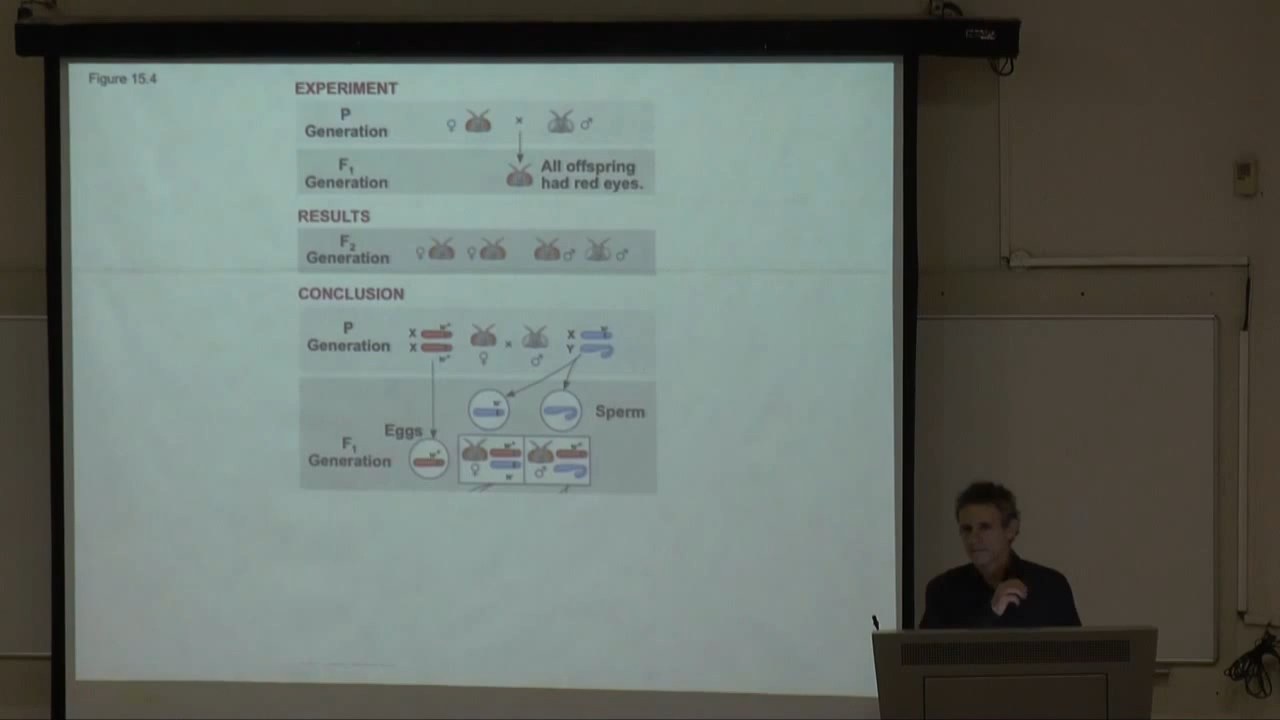 Figure 15.4
EXPERIMENT
P
Generation
♀ × ♂
F₁
Generation
All offspring
had red eyes.
RESULTS
F₂
Generation
♀ ♀ ♂ ♂
CONCLUSION
P
Generation
X w⁺
X w⁺
♀ × ♂
X w
Y
Eggs
Sperm
F₁
Generation
w⁺
w
w⁺
w
♀
w⁺
♂